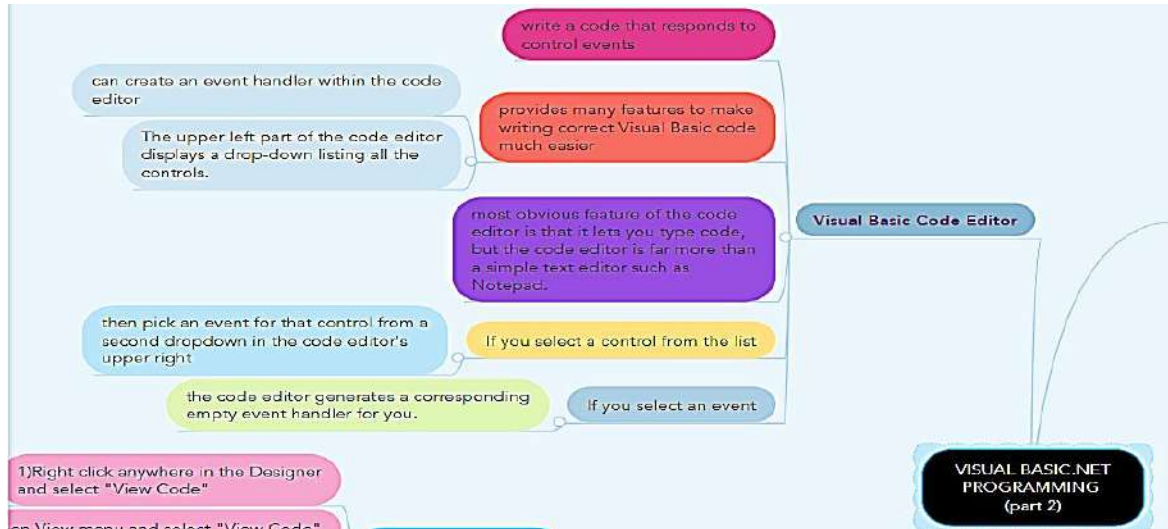 write a code that responds to
control events
can create an event handler within the code
editor
provides many features to make
writing correct Visual Basic code
much easier
The upper left part of the code editor
displays a drop-down listing all the
controls.
most obvious feature of the code
editor is that it lets you type code,
but the code editor is far more than
a simple text editor such as
Notepad.
Visual Basic Code Editor
then pick an event for that control from a
second dropdown in the code editor's
upper right
If you select a control from the list
the code editor generates a corresponding
empty event handler for you.
If you select an event
1)Right click anywhere in the Designer
and select "View Code"
View menu and select "View Code"
VISUAL BASIC.NET
PROGRAMMING
(part 2)